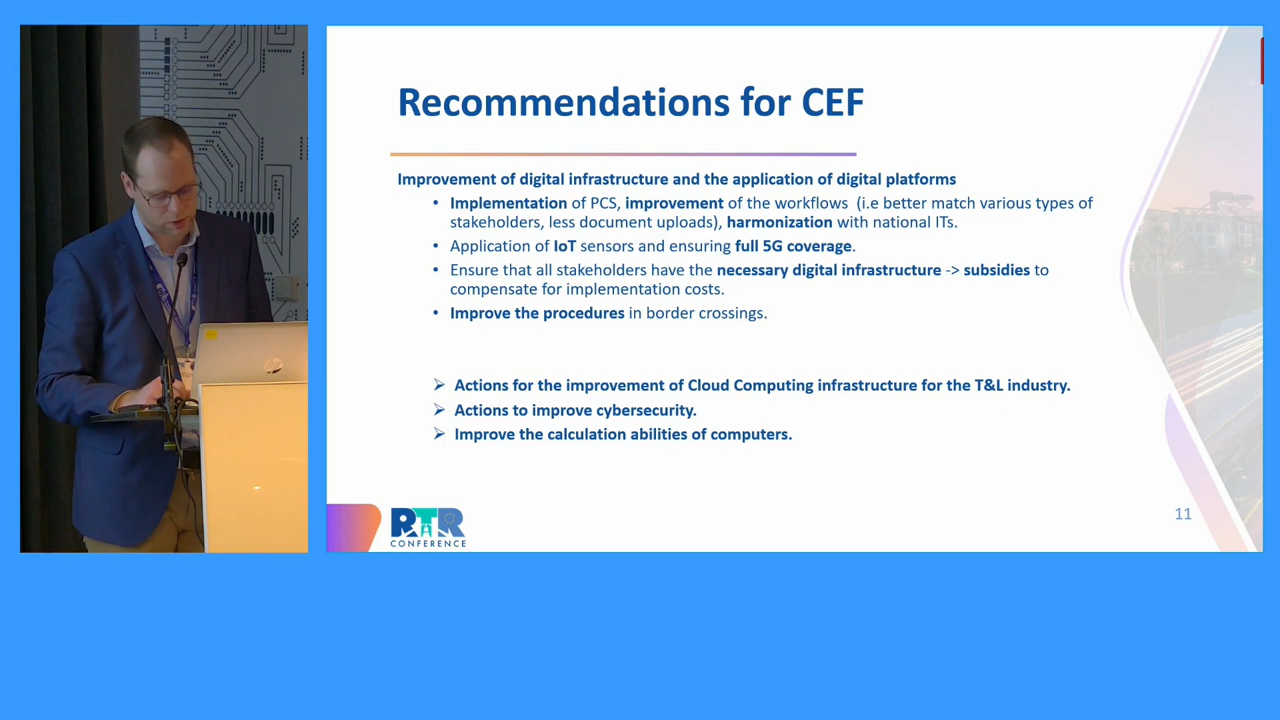 Recommendations for CEF
Improvement of digital infrastructure and the application of digital platforms
• Implementation of PCS, improvement of the workflows (i.e better match various types of
stakeholders, less document uploads), harmonization with national ITs.
• Application of IoT sensors and ensuring full 5G coverage.
• Ensure that all stakeholders have the necessary digital infrastructure -> subsidies to
compensate for implementation costs.
• Improve the procedures in border crossings.
➢ Actions for the improvement of Cloud Computing infrastructure for the T&L industry.
➢ Actions to improve cybersecurity.
➢ Improve the calculation abilities of computers.
RTR
CONFERENCE
11